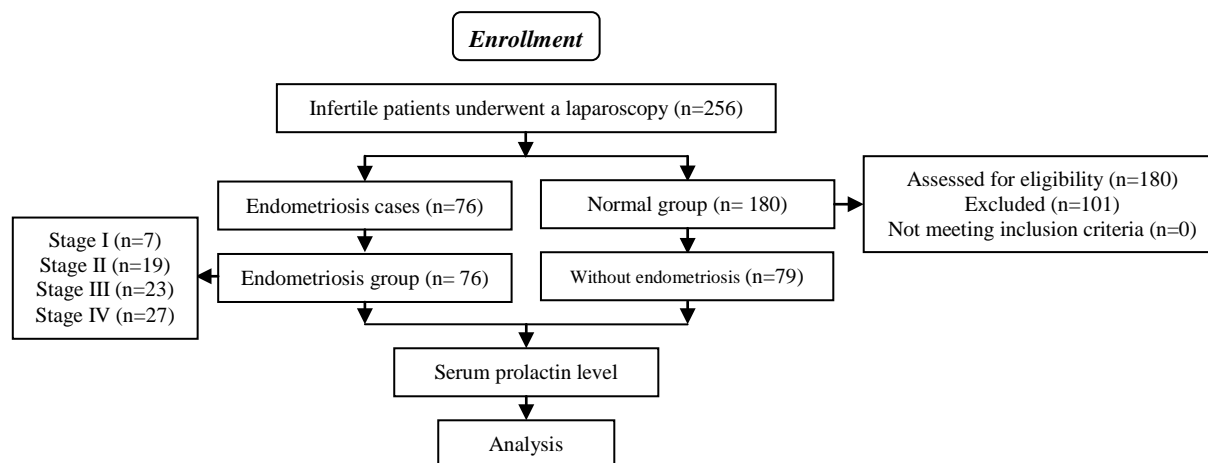 Enrollment
Infertile patients underwent a laparoscopy (n=256)
Endometriosis cases (n=76)
Normal group (n= 180)
Assessed for eligibility (n=180)
Excluded (n=101)
Not meeting inclusion criteria (n=0)
Stage I (n=7)
Stage II (n=19)
Stage III (n=23)
Stage IV (n=27)
Endometriosis group (n= 76)
Without endometriosis (n=79)
Serum prolactin level
Analysis